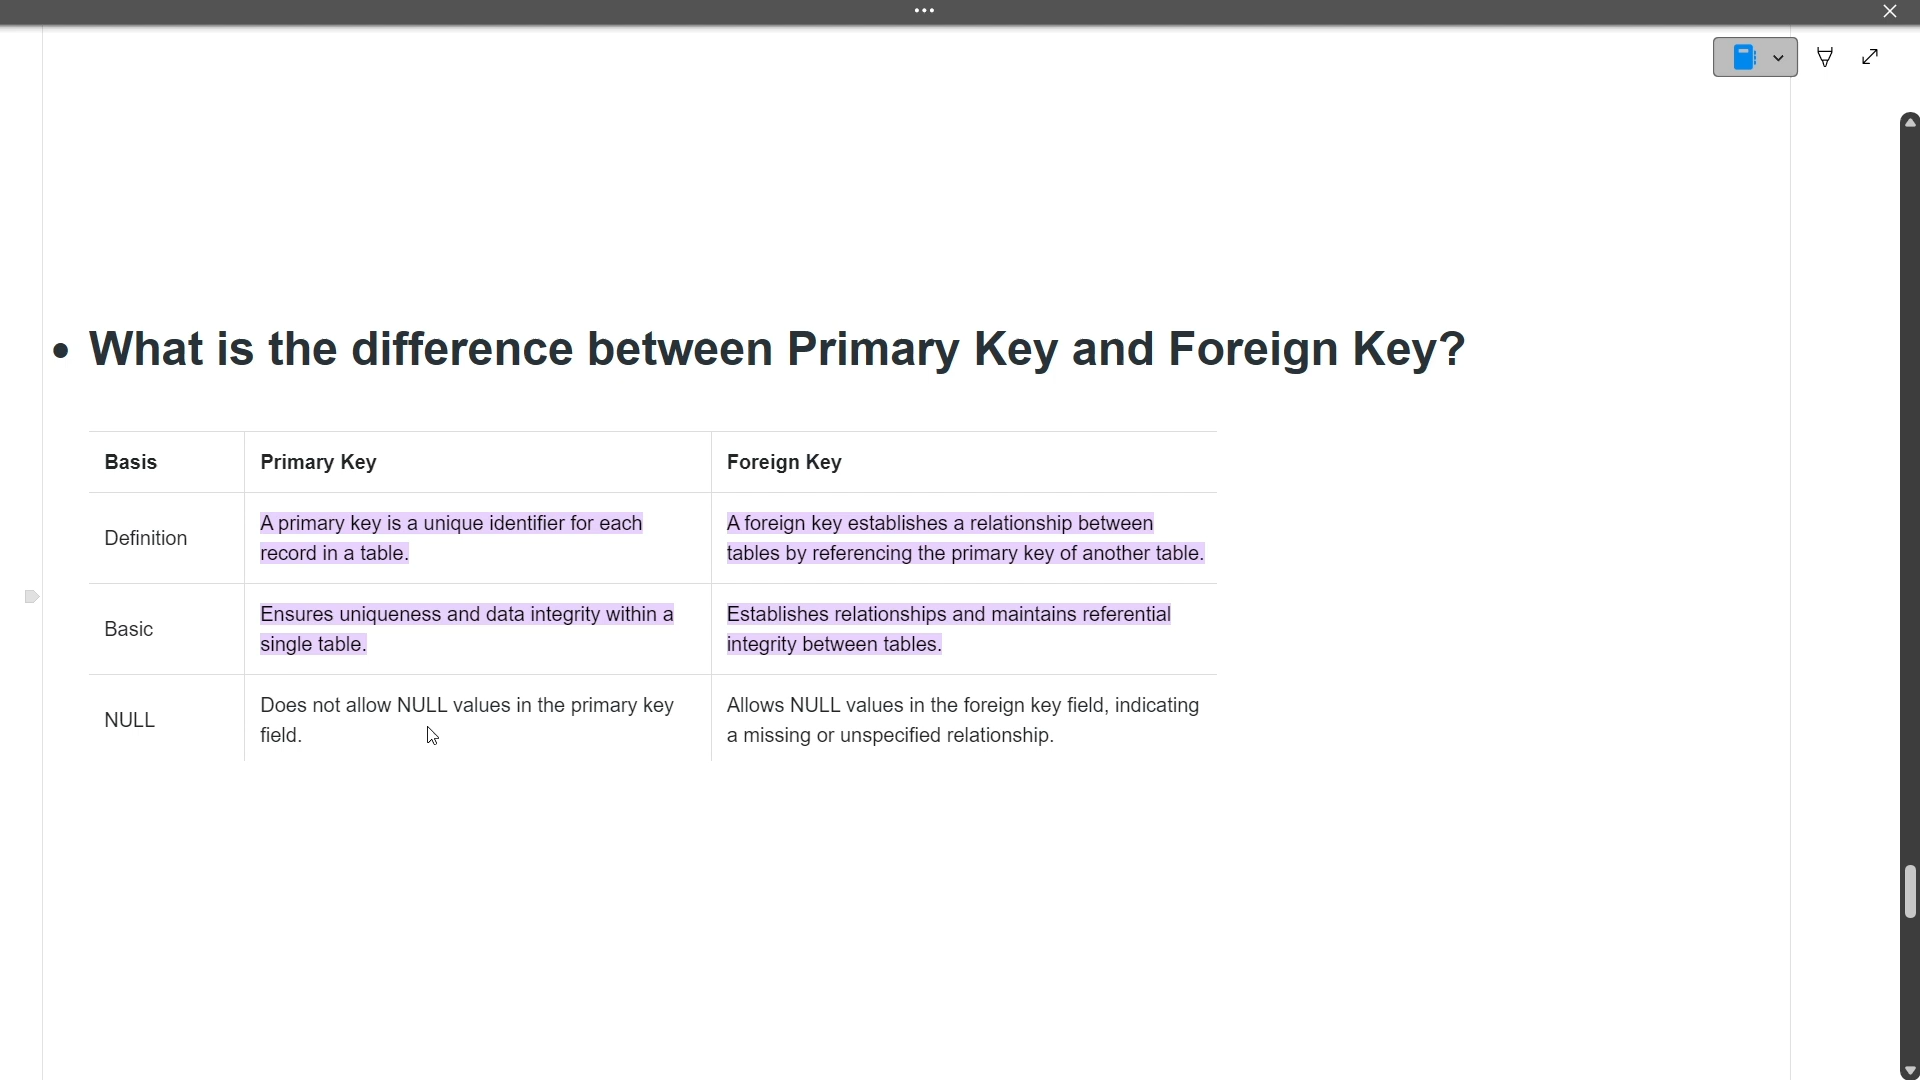 • What is the difference between Primary Key and Foreign Key?
Basis
Primary Key
Foreign Key
Definition
A primary key is a unique identifier for each
record in a table.
A foreign key establishes a relationship between
tables by referencing the primary key of another table.
Basic
Ensures uniqueness and data integrity within a
single table.
Establishes relationships and maintains referential
integrity between tables.
NULL
Does not allow NULL values in the primary key
field.
Allows NULL values in the foreign key field, indicating
a missing or unspecified relationship.